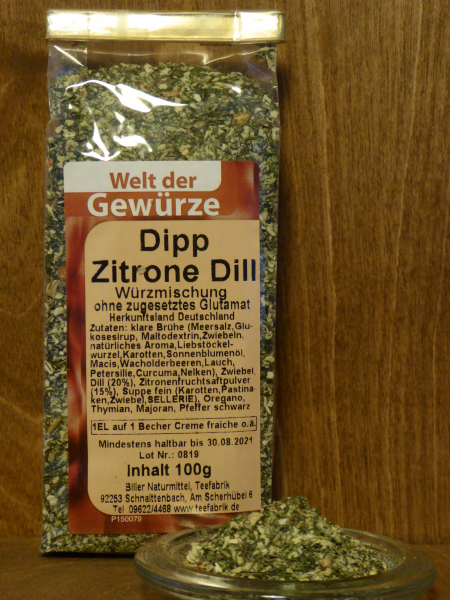 Welt der
Gewürze
Dipp
Zitrone Dill
Würzmischung
ohne zugesetztes Glutamat
Herkunftsland Deutschland
Zutaten: klare Brühe (Meersalz,Glu-
kosesirup, Maltodextrin,Zwiebeln.
natürliches Aroma,Liebstöckel-
wurzel,Karotten,Sonnenblumenöl,
Macis,Wacholderbeeren,Lauch,
Petersilie,Curcuma,Nelken), Zwiebel,
Dill (20%), Zitronenfruchtsaftpulver
(15%), Suppe fein (Karotten,Pastina-
ken,Zwiebel,SELLERIE), Oregano,
Thymian, Majoran, Pfeffer schwarz
1EL auf 1 Becher Creme fraiche o.ä.
Mindestens haltbar bis 30.08.2021
Lot Nr.: 0819
Inhalt 100g
Biller Naturmittel, Teefabrik
92253 Schnaittenbach, Am Scherhübel 6
Tel. 09622/4468 www.teefabrik.de
P150079